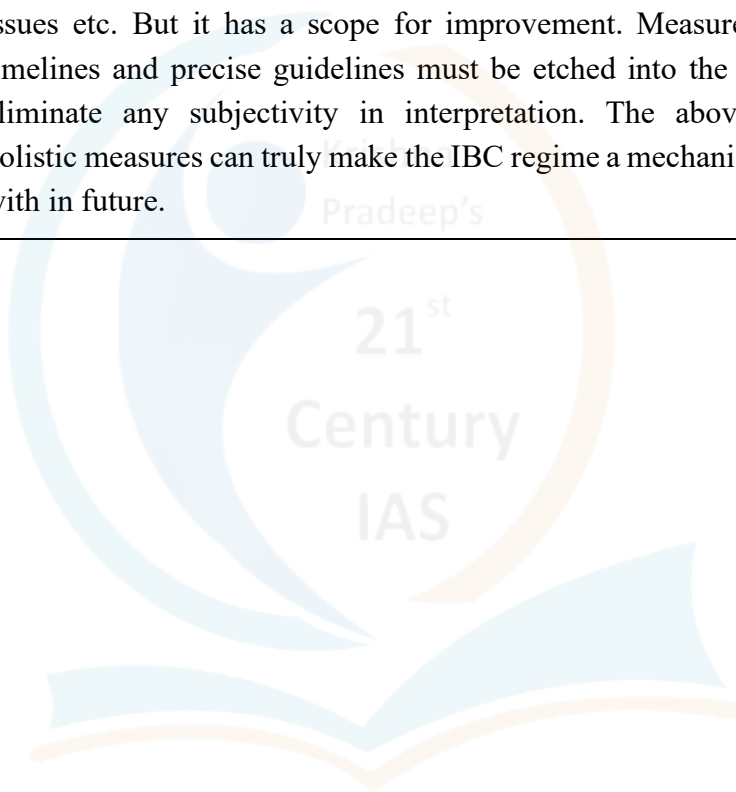 ssues etc. But it has a scope for improvement. Measure
melines and precise guidelines must be etched into the
liminate any subjectivity in interpretation. The abov
olistic measures can truly make the IBC regime a mechani
with in future.
Krishna
Pradeep's
21st
Century
IAS